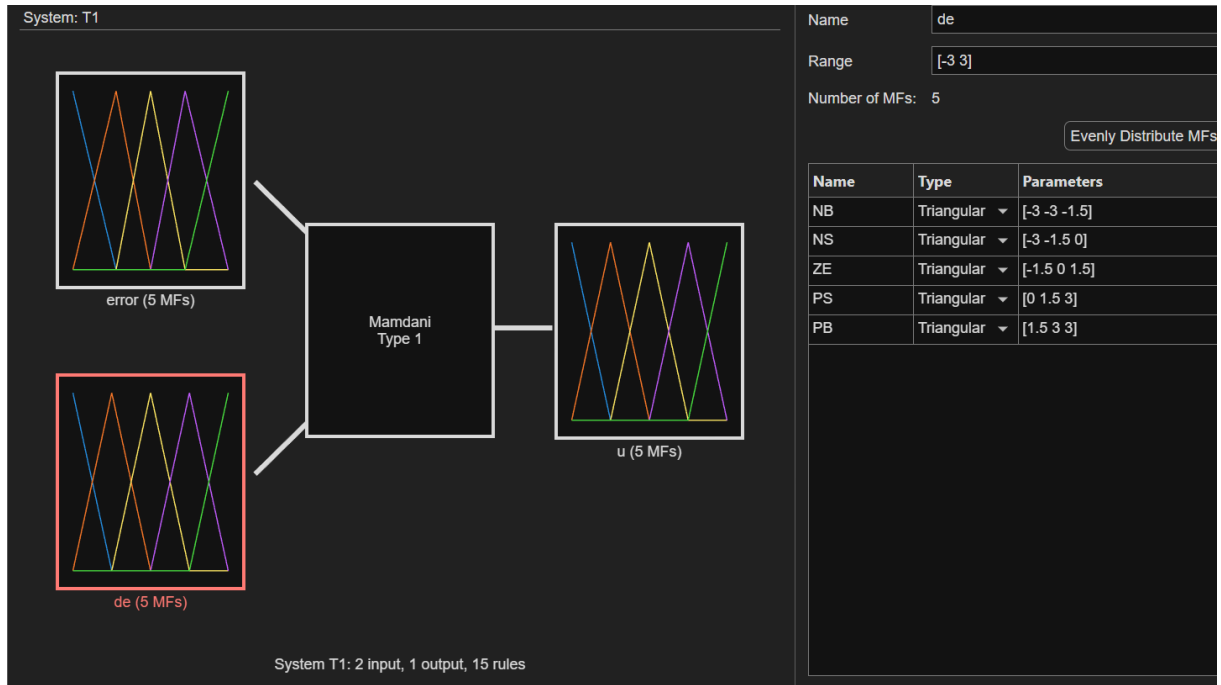 System: T1
error (5 MFs)
Mamdani
Type 1
u (5 MFs)
de (5 MFs)
System T1: 2 input, 1 output, 15 rules
Name de
Range [-3 3]
Number of MFs: 5
Evenly Distribute MFs
Name Type Parameters
NB Triangular [-3 -3 -1.5]
NS Triangular [-3 -1.5 0]
ZE Triangular [-1.5 0 1.5]
PS Triangular [0 1.5 3]
PB Triangular [1.5 3 3]